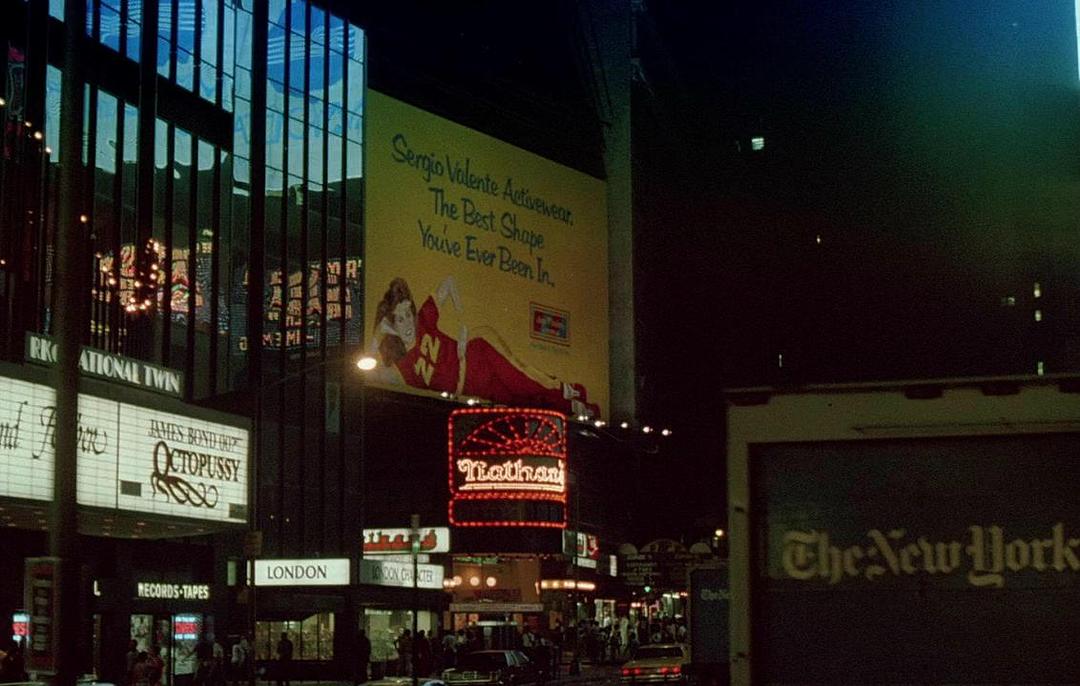 Sergio Valente Activewear.
The Best Shape
You've Ever Been In...
22
RKO NATIONAL TWIN
JAMES BOND 007
OCTOPUSSY
Nathan's
LONDON
LONDON CHARACTER
RECORDS•TAPES
The New York